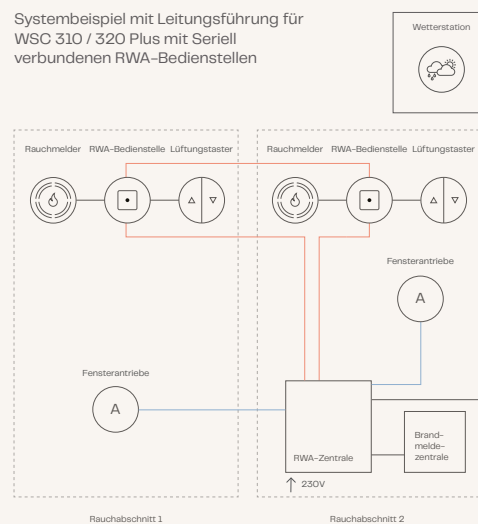 Systembeispiel mit Leitungsführung für
WSC 310 / 320 Plus mit Seriell
verbundenen RWA-Bedienstellen
Wetterstation
Rauchmelder RWA-Bedienstelle Lüftungstaster
Rauchmelder RWA-Bedienstelle Lüftungstaster
Fensterantriebe
A
Fensterantriebe
A
RWA-Zentrale
Brand-
melde-
zentrale
230V
Rauchabschnitt 1
Rauchabschnitt 2